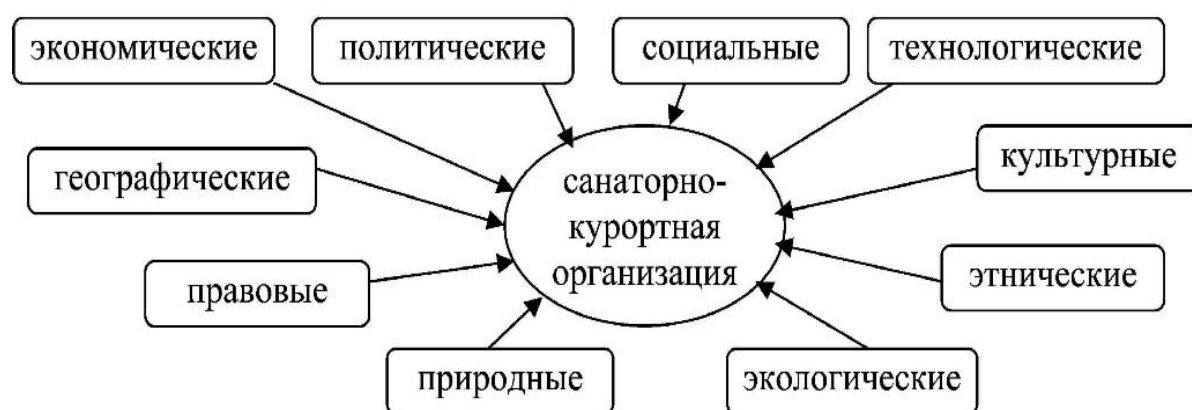 экономические
политические
социальные
технологические
географические
культурные
санаторно-
курортная
организация
правовые
этнические
природные
экологические